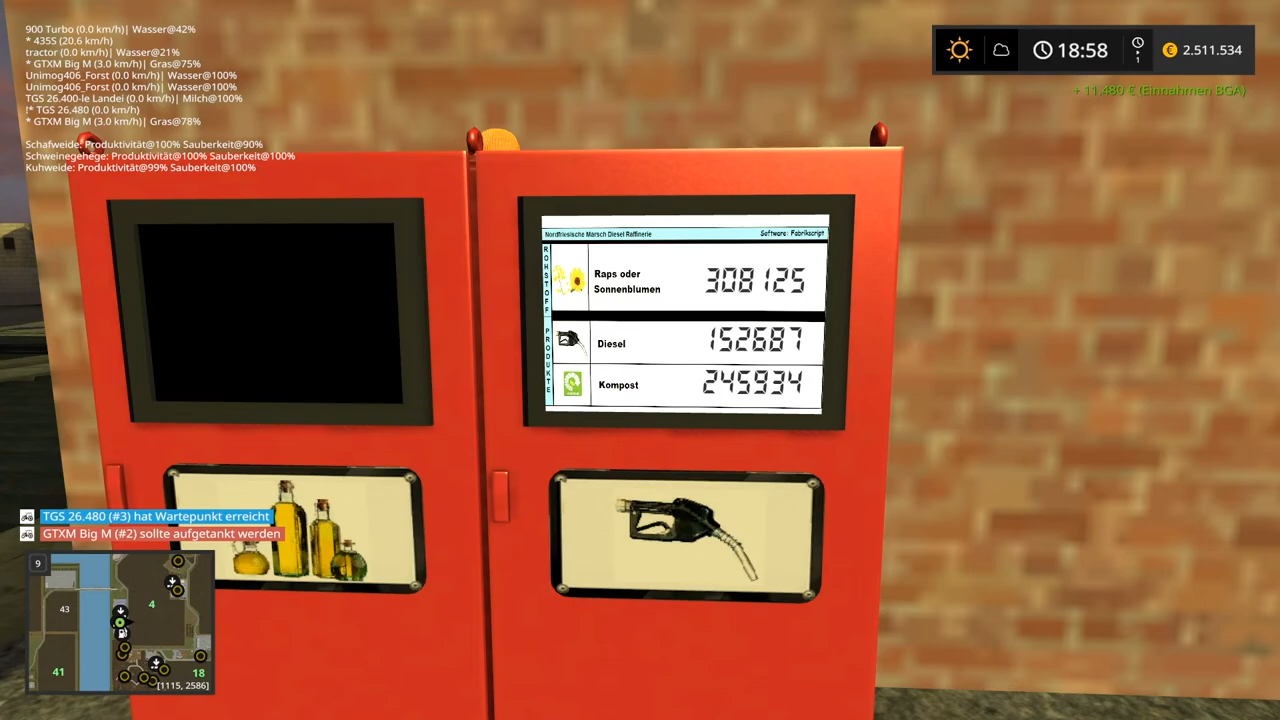 900 Turbo (0.0 km/h)| Wasser@42%
* 435S (20.6 km/h)
tractor (0.0 km/h)| Wasser@21%
* GTXM Big M (3.0 km/h)| Gras@75%
Unimog406_Forst (0.0 km/h)| Wasser@100%
Unimog406_Forst (0.0 km/h)| Wasser@100%
TGS 26.400-le Landei (0.0 km/h)| Milch@100%
!* TGS 26.480 (0.0 km/h)
* GTXM Big M (3.0 km/h)| Gras@78%
Schafweide: Produktivität@100% Sauberkeit@90%
Schweinegehege: Produktivität@100% Sauberkeit@100%
Kuhweide: Produktivität@99% Sauberkeit@100%
18:58
1
2.511.534
+ 11.480 € (Einnahmen BGA)
Nordfriesische Marsch Diesel Raffinerie
Software: Fabrikscript
ROHSTOFF
Raps oder
Sonnenblumen
308125
PRODUKTE
Diesel
152687
Kompost
245934
TGS 26.480 (#3) hat Wartepunkt erreicht
GTXM Big M (#2) sollte aufgetankt werden
9
43
4
41
18
[1115, 2586]